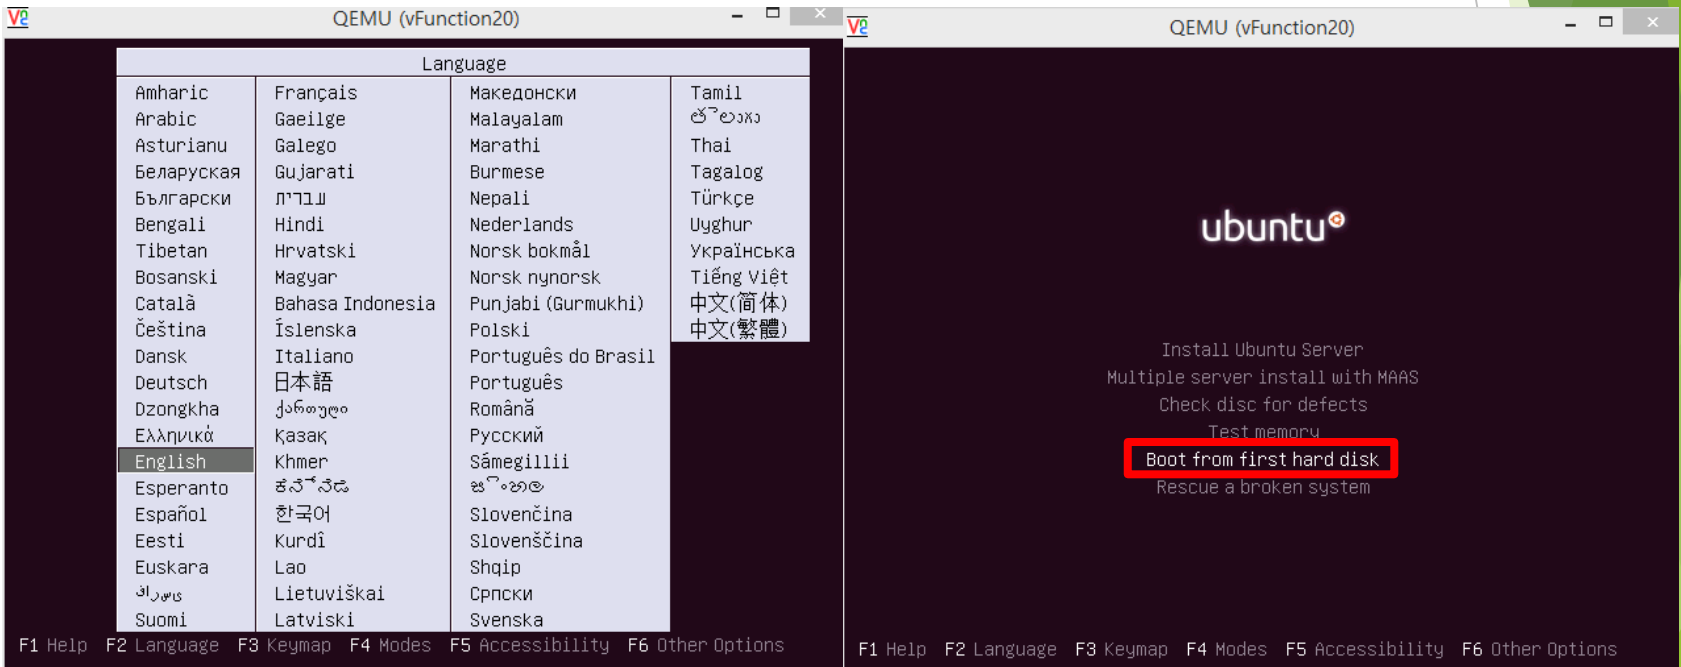 QEMU (vFunction20)
Language
Amharic
Arabic
Asturianu
Беларуская
Български
Bengali
Tibetan
Bosanski
Català
Čeština
Dansk
Deutsch
Dzongkha
Ελληνικά
English
Esperanto
Español
Eesti
Euskara
Suomi
Français
Gaeilge
Galego
Gujarati
עברית
Hindi
Hrvatski
Magyar
Bahasa Indonesia
Íslenska
Italiano
日本語
ქართული
Қазақ
Khmer
한국어
Kurdî
Lao
Lietuviškai
Latviski
Македонски
Malayalam
Marathi
Burmese
Nepali
Nederlands
Norsk bokmål
Norsk nynorsk
Punjabi (Gurmukhi)
Polski
Português do Brasil
Português
Română
Русский
Sámegillii
Slovenčina
Slovenščina
Shqip
Српски
Svenska
Tamil
Thai
Tagalog
Türkçe
Uyghur
Українська
Tiếng Việt
中文(简体)
中文(繁體)
F1 Help F2 Language F3 Keymap F4 Modes F5 Accessibility F6 Other Options
QEMU (vFunction20)
ubuntu
Install Ubuntu Server
Multiple server install with MAAS
Check disc for defects
Test memory
Boot from first hard disk
Rescue a broken system
F1 Help F2 Language F3 Keymap F4 Modes F5 Accessibility F6 Other Options